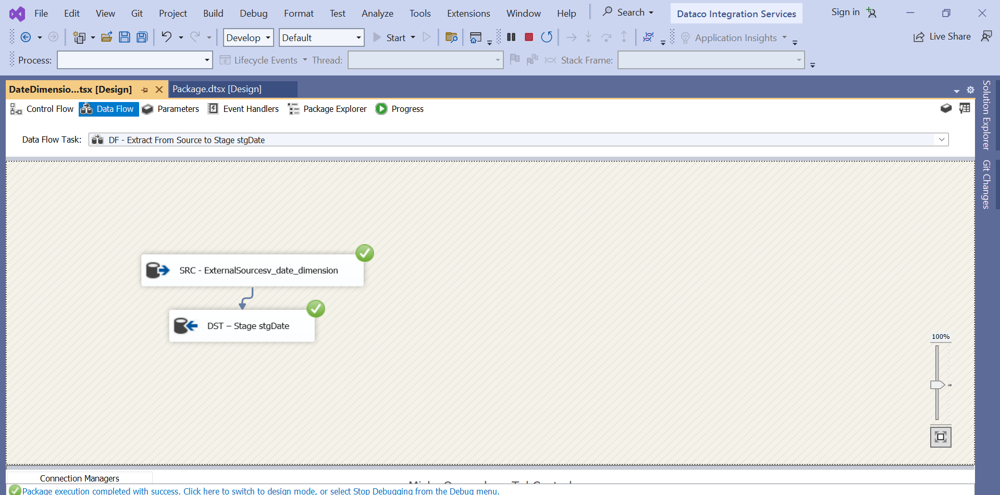 File Edit View Git Project Build Debug Format Test Analyze Tools Extensions Window Help Search Dataco Integration Services Sign in
Develop Default Start Application Insights Live Share
Process: Lifecycle Events Thread: Stack Frame:
DateDimensio...tsx [Design] Package.dtsx [Design]
Control Flow Data Flow Parameters Event Handlers Package Explorer Progress
Data Flow Task: DF - Extract From Source to Stage stgDate
SRC - ExternalSourcesv_date_dimension
DST – Stage stgDate
100%
Solution Explorer
Git Changes
Connection Managers
Package execution completed with success. Click here to switch to design mode, or select Stop Debugging from the Debug menu.